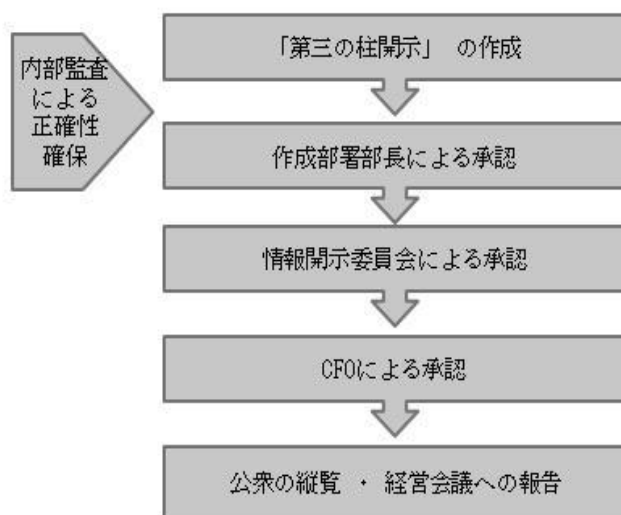 「第三の柱開示」 の作成
内部監査
による
正確性
確保
作成部署部長による承認
情報開示委員会による承認
CFOによる承認
公衆の縦覧 ・ 経営会議への報告